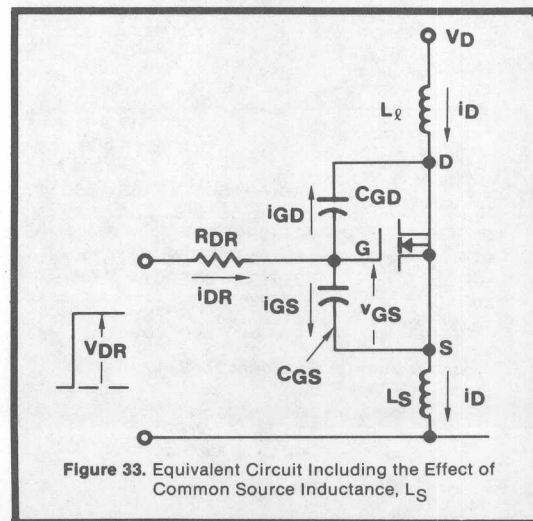 VD
Lℓ
iD
D
CGD
iGD
RDR
G
iDR
iGS
vGS
VDR
S
CGS
LS
iD
Figure 33. Equivalent Circuit Including the Effect of
Common Source Inductance, LS